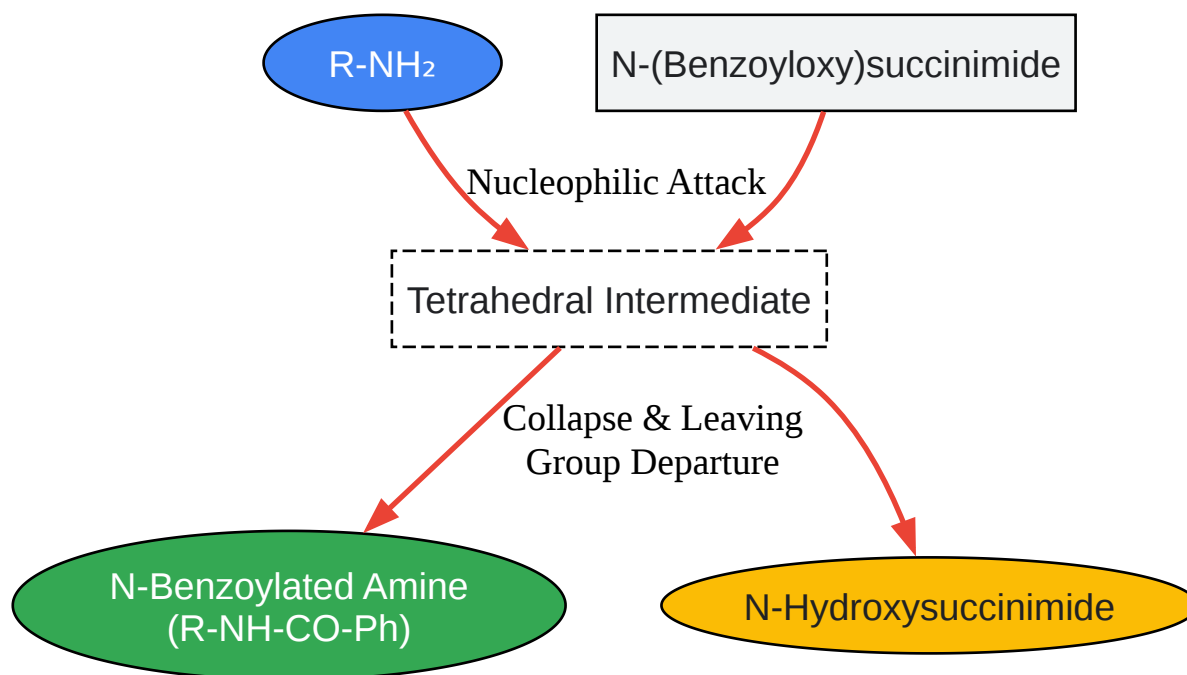 R-NH₂
N-(Benzoyloxy)succinimide
Nucleophilic Attack
Tetrahedral Intermediate
Collapse & Leaving
Group Departure
N-Benzoylated Amine
(R-NH-CO-Ph)
N-Hydroxysuccinimide